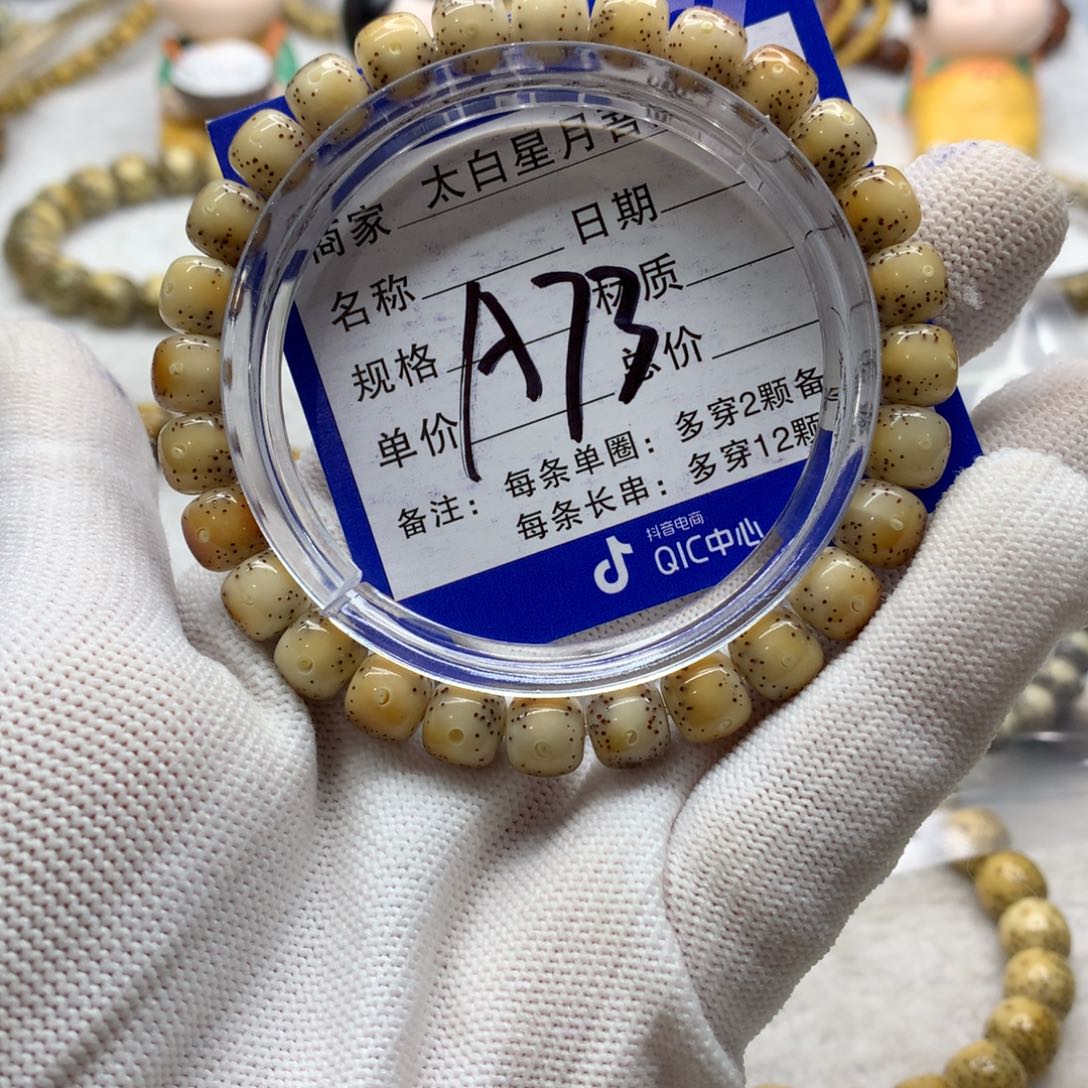 商家 太白星月菩
名称 日期
规格 材质
单价 总价
A73
备注： 每条单圈：多穿2颗备
每条长串：多穿12颗
抖音电商
QIC中心